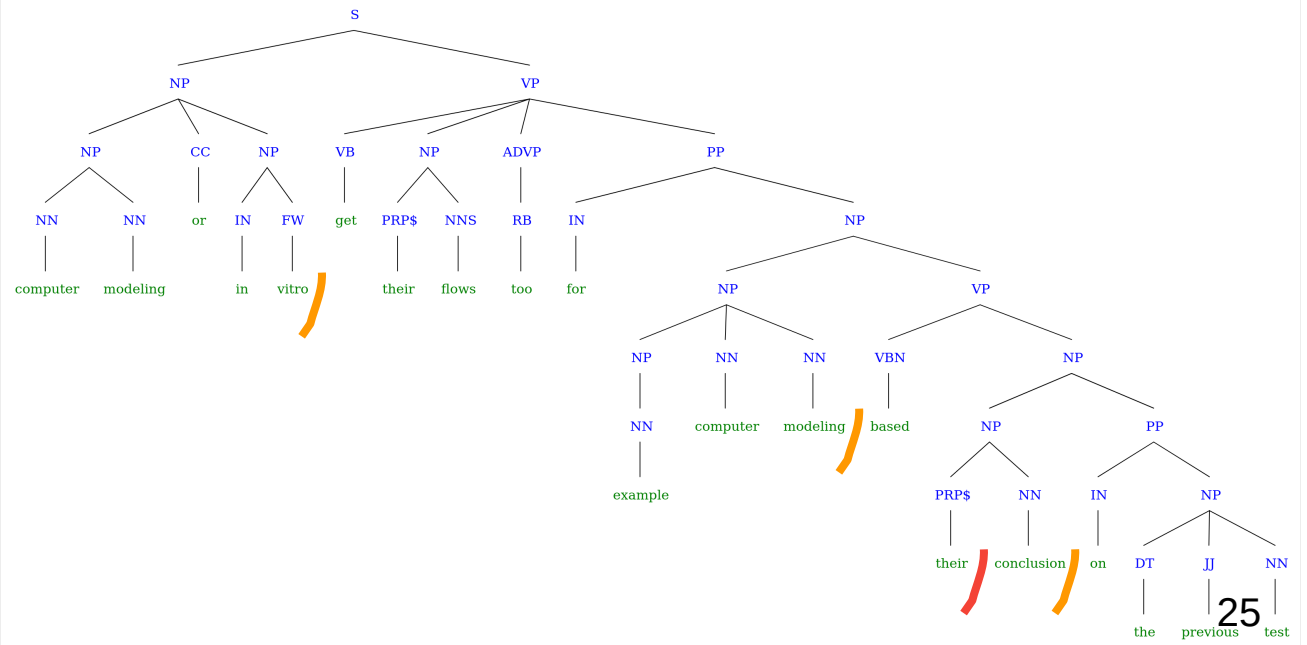 S
NP VP
NP CC NP VB NP ADVP PP
NN NN or IN FW get PRP$ NNS RB IN NP
computer modeling in vitro their flows too for NP VP
NP NN NN VBN NP
NN computer modeling based NP PP
example PRP$ NN IN NP
their conclusion on DT JJ NN
25
the previous test